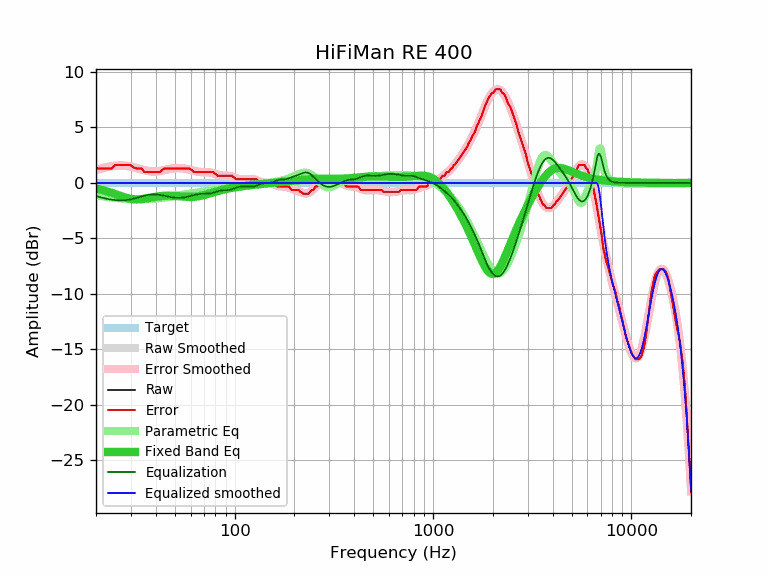 HiFiMan RE 400
10
5
0
−5
−10
−15
−20
−25
Amplitude (dBr)
Target
Raw Smoothed
Error Smoothed
Raw
Error
Parametric Eq
Fixed Band Eq
Equalization
Equalized smoothed
100 1000 10000
Frequency (Hz)